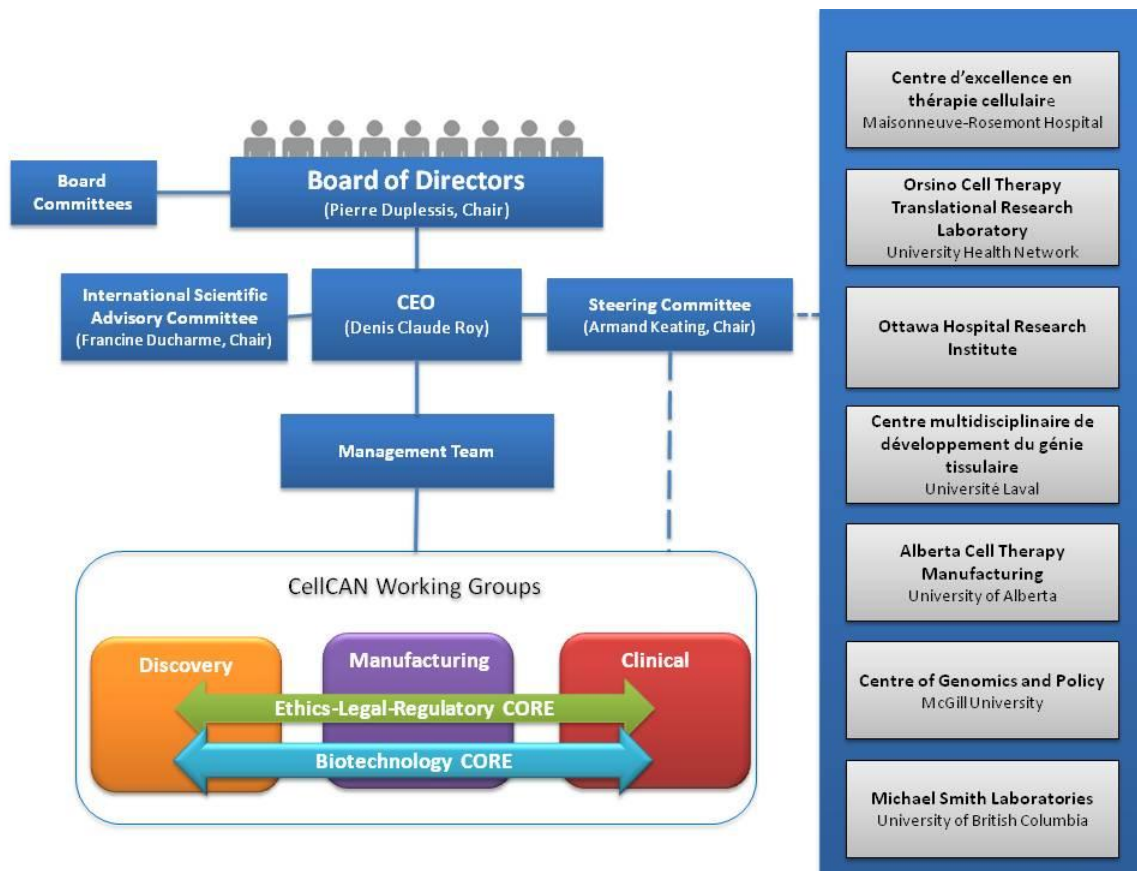 Board of Directors
(Pierre Duplessis, Chair)
Board
Committees
International Scientific
Advisory Committee
(Francine Ducharme, Chair)
CEO
(Denis Claude Roy)
Steering Committee
(Armand Keating, Chair)
Management Team
CellCAN Working Groups
Discovery
Manufacturing
Clinical
Ethics-Legal-Regulatory CORE
Biotechnology CORE
Centre d'excellence en
thérapie cellulaire
Maisonneuve-Rosemont Hospital
Orsino Cell Therapy
Translational Research
Laboratory
University Health Network
Ottawa Hospital Research
Institute
Centre multidisciplinaire de
développement du génie
tissulaire
Université Laval
Alberta Cell Therapy
Manufacturing
University of Alberta
Centre of Genomics and Policy
McGill University
Michael Smith Laboratories
University of British Columbia